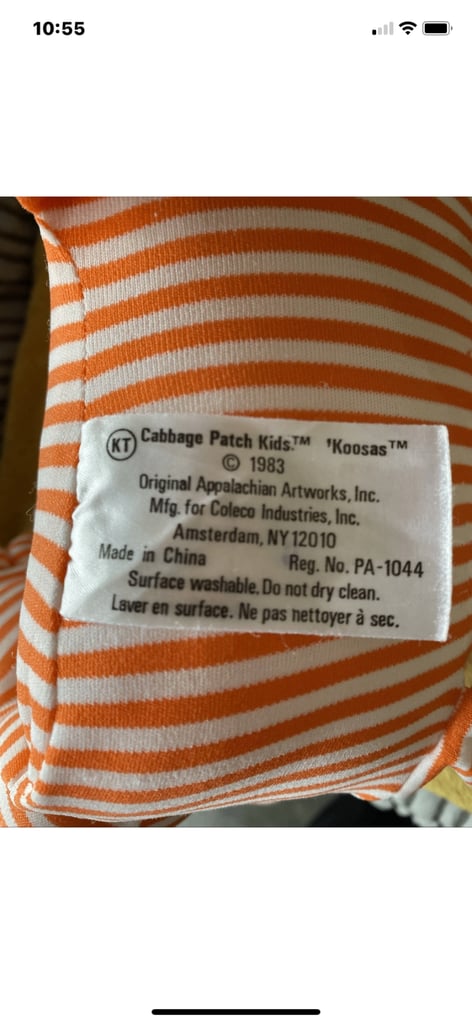 10:55
KT Cabbage Patch Kids.™ 'Koosas™
© 1983
Original Appalachian Artworks, Inc.
Mfg. for Coleco Industries, Inc.
Amsterdam, NY 12010
Made in China Reg. No. PA-1044
Surface washable. Do not dry clean.
Laver en surface. Ne pas nettoyer à sec.